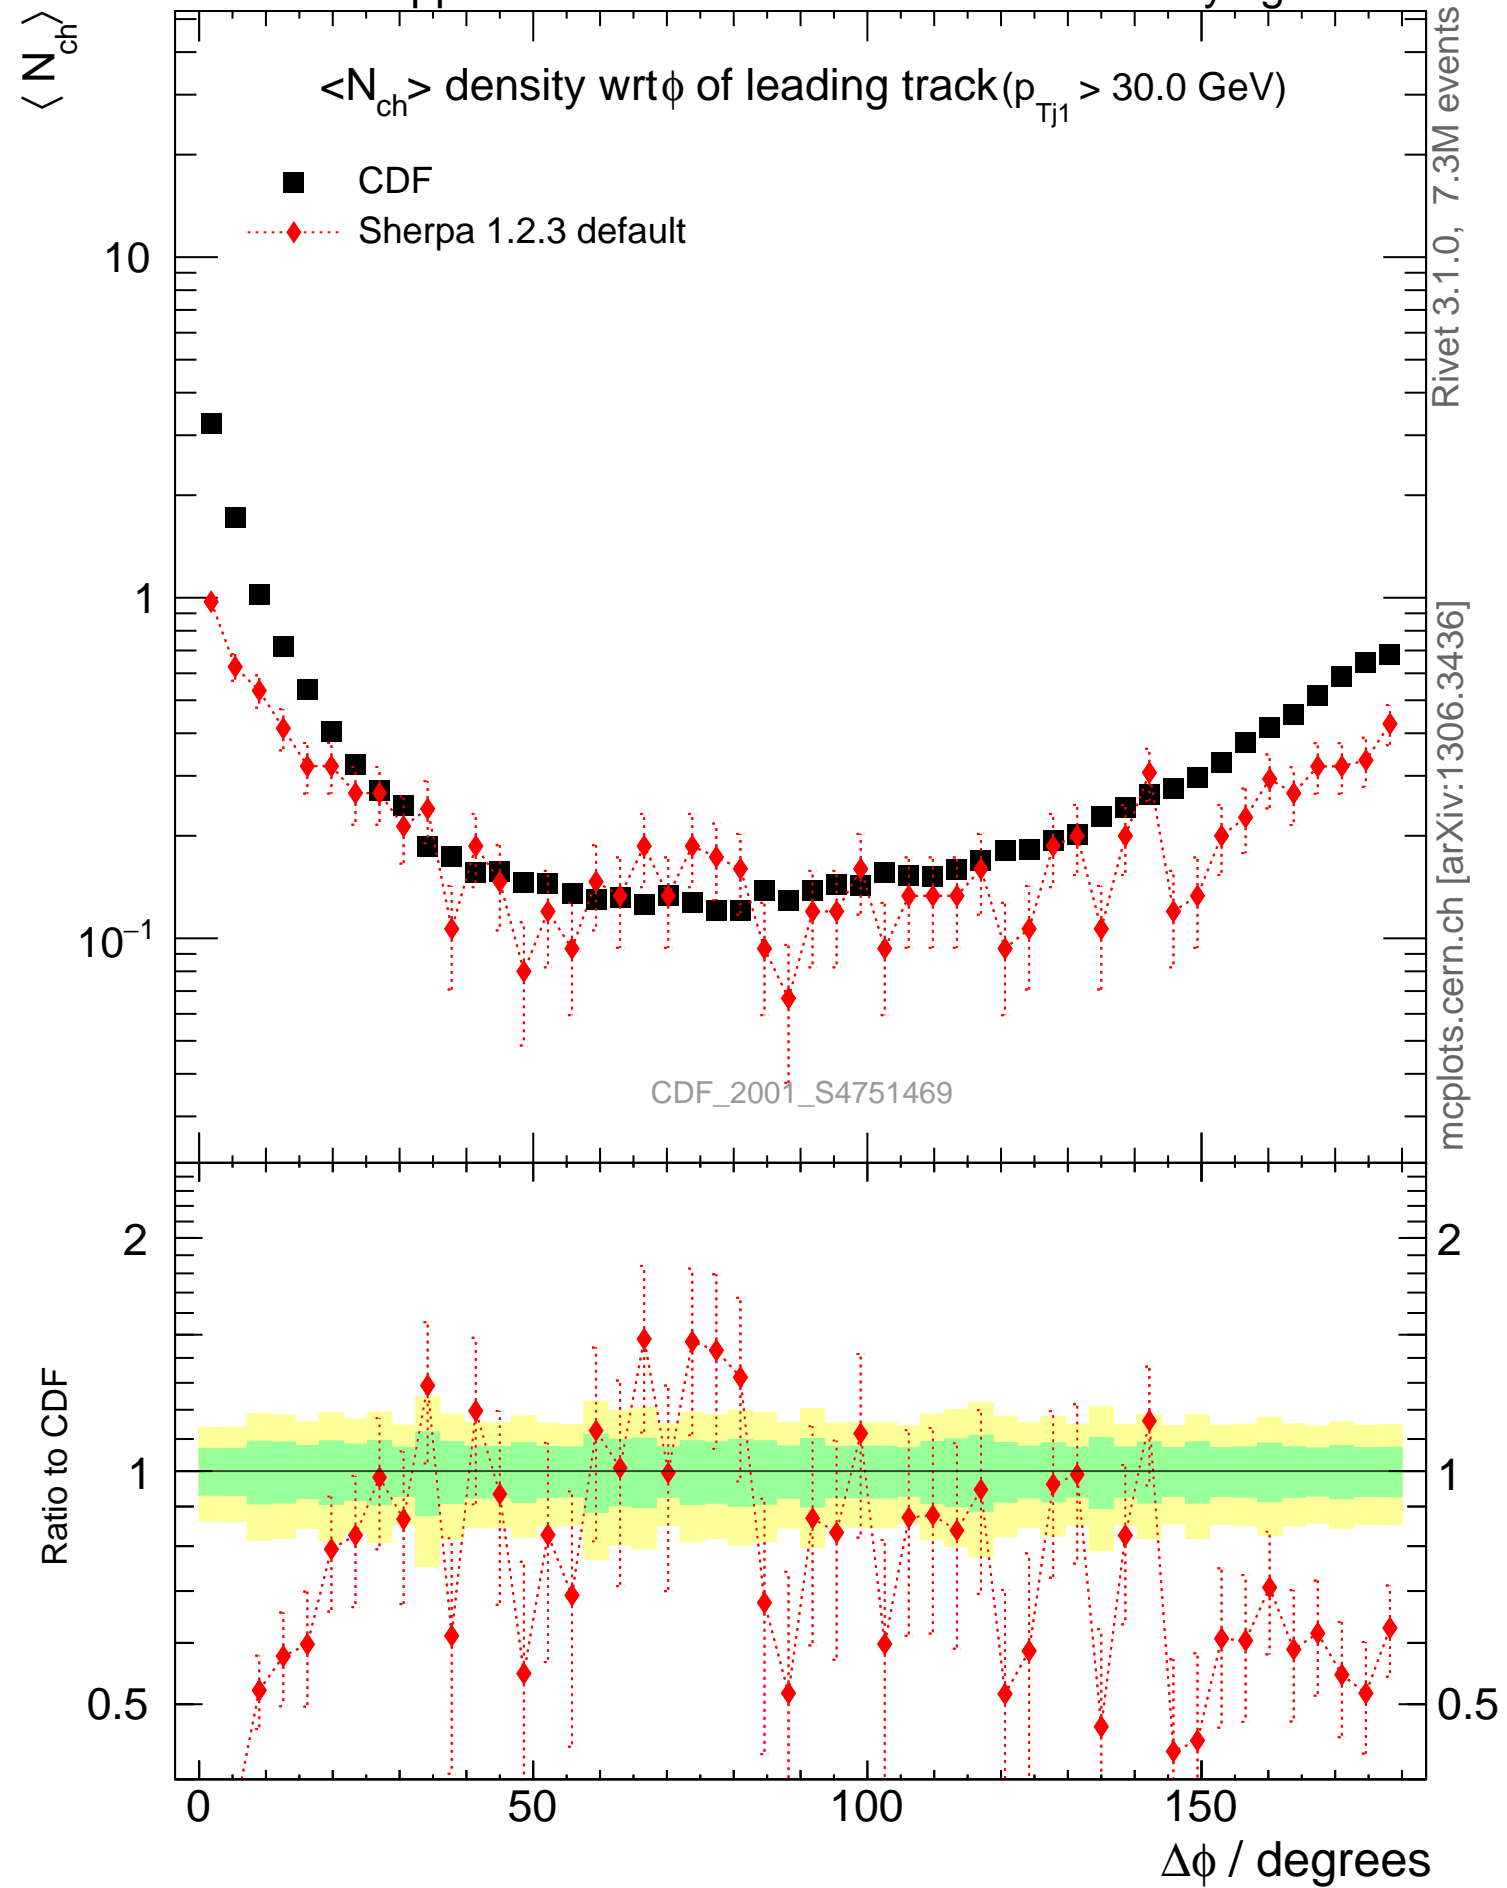 ⟨ N_ch ⟩
<N_ch> density wrt ϕ of leading track (p_Tj1 > 30.0 GeV)
CDF
Sherpa 1.2.3 default
10
1
10⁻¹
CDF_2001_S4751469
Rivet 3.1.0, 7.3M events
mcplots.cern.ch [arXiv:1306.3436]
Ratio to CDF
2
1
0.5
2
1
0.5
0 50 100 150
Δϕ / degrees